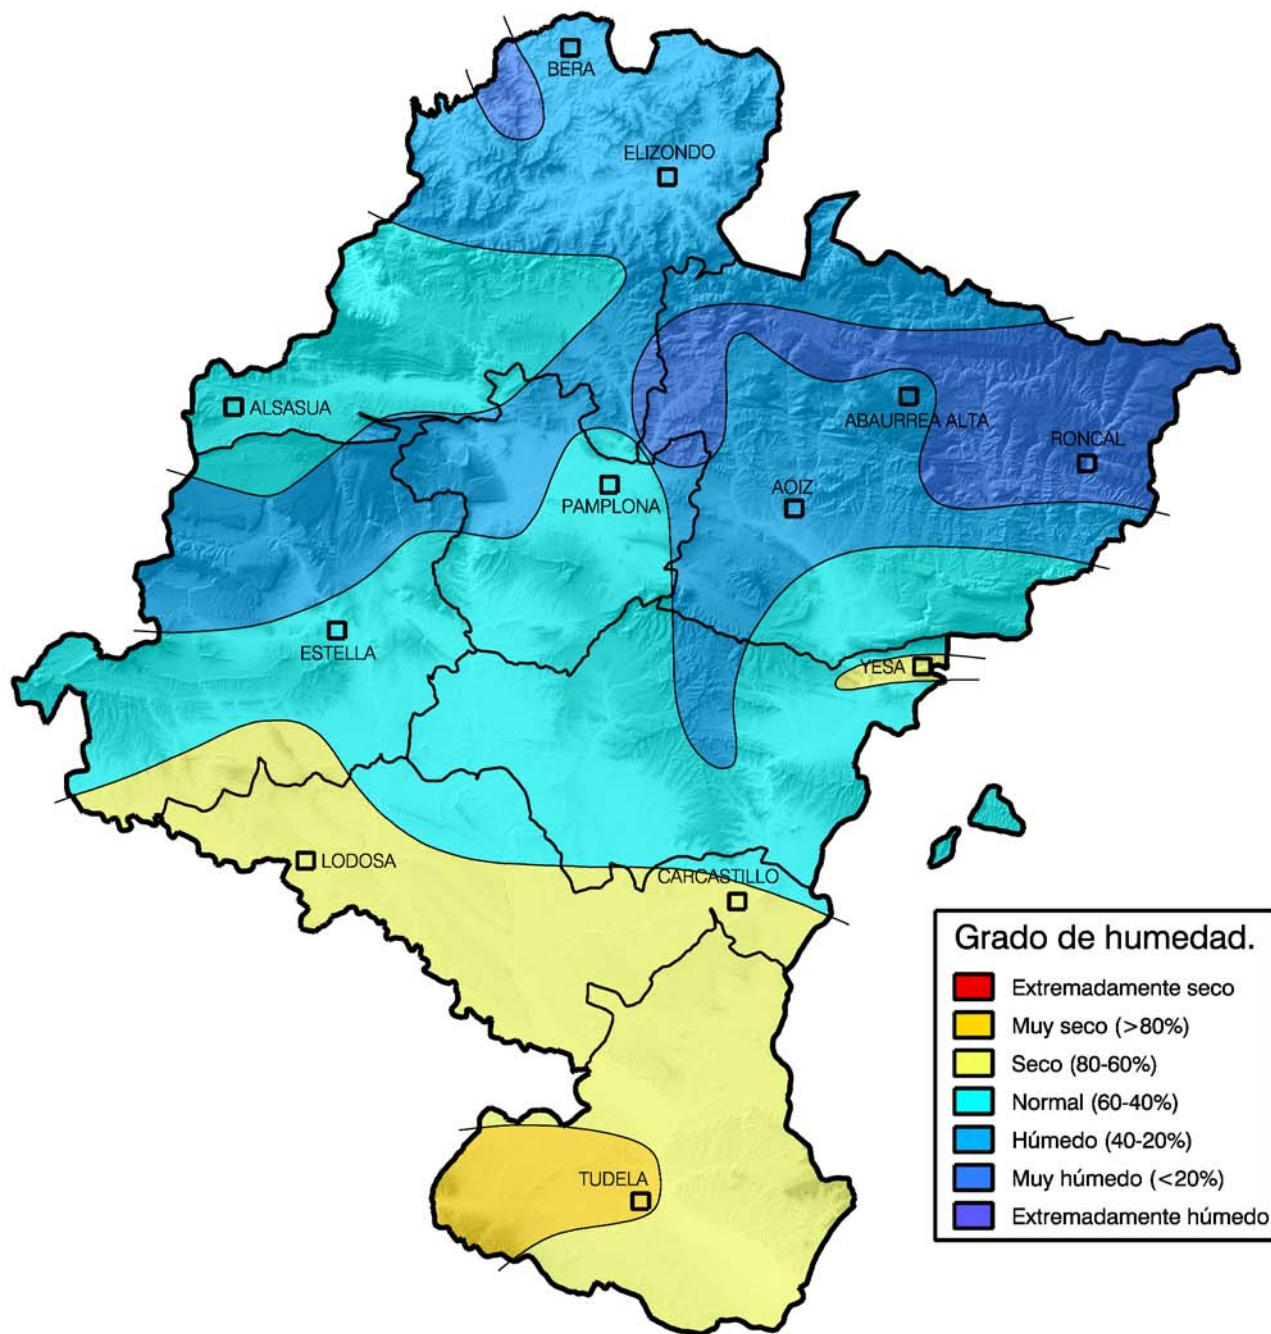 BERA
ELIZONDO
ALSASUA
ABAURREA ALTA
RONCAL
PAMPLONA
AOIZ
ESTELLA
YESA
LODOSA
CARCASTILLO
TUDELA
Grado de humedad.
Extremadamente seco
Muy seco (>80%)
Seco (80-60%)
Normal (60-40%)
Húmedo (40-20%)
Muy húmedo (<20%)
Extremadamente húmedo